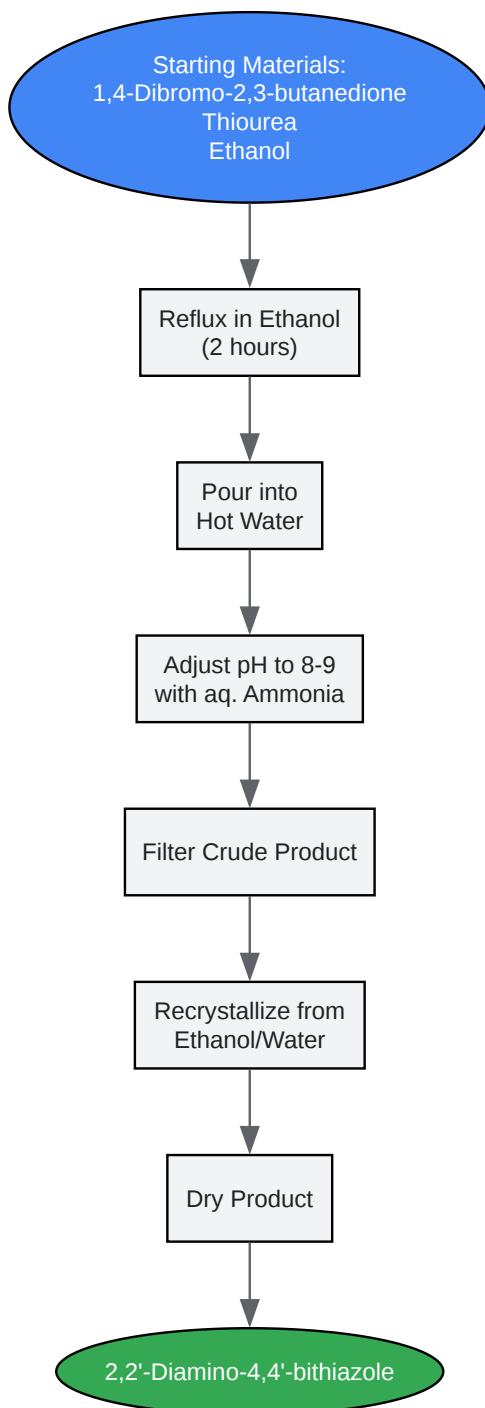 Starting Materials:
1,4-Dibromo-2,3-butanedione
Thiourea
Ethanol
Reflux in Ethanol
(2 hours)
Pour into
Hot Water
Adjust pH to 8-9
with aq. Ammonia
Filter Crude Product
Recrystallize from
Ethanol/Water
Dry Product
2,2'-Diamino-4,4'-bithiazole